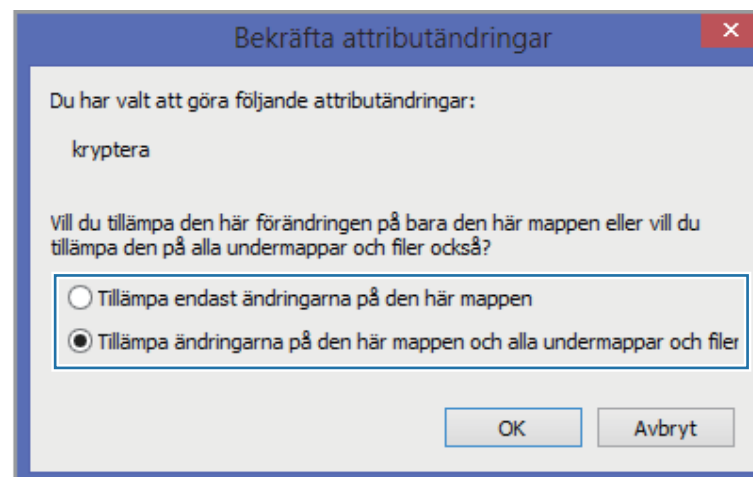 Bekräfta attributändringar
Du har valt att göra följande attributändringar:
kryptera
Vill du tillämpa den här förändringen på bara den här mappen eller vill du
tillämpa den på alla undermappar och filer också?
Tillämpa endast ändringarna på den här mappen
Tillämpa ändringarna på den här mappen och alla undermappar och filer
OK
Avbryt